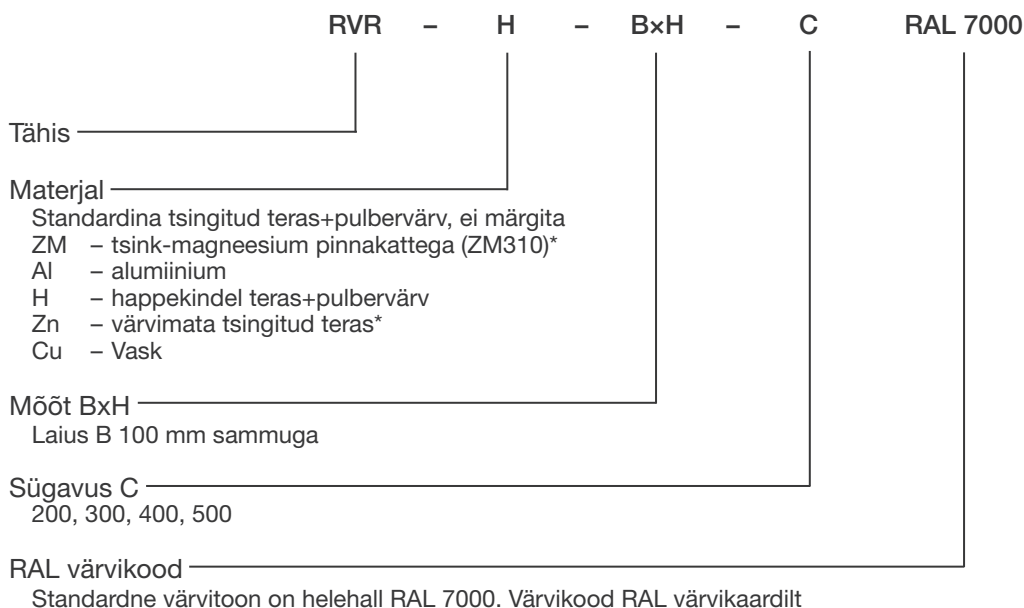 RVR – H – B×H – C RAL 7000
Tähis
Materjal
Standardina tsingitud teras+pulbervärv, ei märgita
ZM – tsink-magneesium pinnakattega (ZM310)*
Al – alumiinium
H – happekindel teras+pulbervärv
Zn – värvimata tsingitud teras*
Cu – Vask
Mõõt BxH
Laius B 100 mm sammuga
Sügavus C
200, 300, 400, 500
RAL värvikood
Standardne värvitoon on helehall RAL 7000. Värvikood RAL värvikaardilt